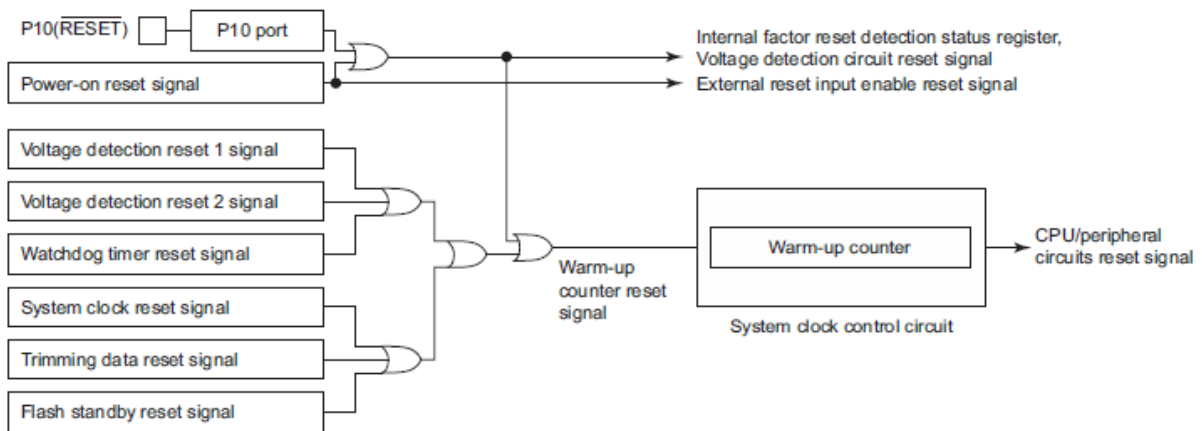 P10(RESET)
P10 port
Internal factor reset detection status register,
Voltage detection circuit reset signal
Power-on reset signal
External reset input enable reset signal
Voltage detection reset 1 signal
Voltage detection reset 2 signal
Watchdog timer reset signal
System clock reset signal
Trimming data reset signal
Flash standby reset signal
Warm-up
counter reset
signal
Warm-up counter
System clock control circuit
CPU/peripheral
circuits reset signal